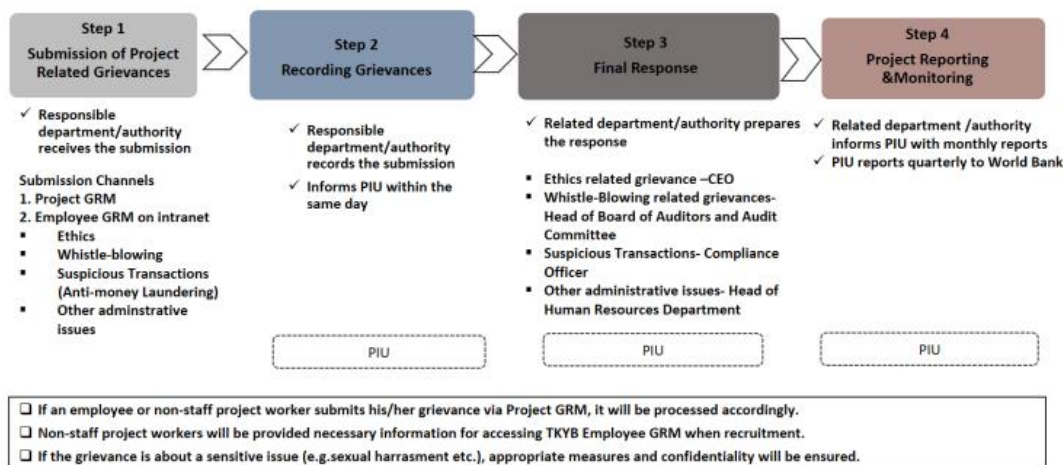 Step 1
Submission of Project
Related Grievances
✓ Responsible
department/authority
receives the submission
Submission Channels
1. Project GRM
2. Employee GRM on intranet
▪ Ethics
▪ Whistle-blowing
▪ Suspicious Transactions
(Anti-money Laundering)
▪ Other adminstrative
issues
Step 2
Recording Grievances
✓ Responsible
department/authority
records the submission
✓ Informs PIU within the
same day
PIU
Step 3
Final Response
✓ Related department/authority prepares
the response
▪ Ethics related grievance –CEO
▪ Whistle-Blowing related grievances-
Head of Board of Auditors and Audit
Committee
▪ Suspicious Transactions- Compliance
Officer
▪ Other administrative issues- Head of
Human Resources Department
PIU
Step 4
Project Reporting
&Monitoring
✓ Related department /authority
informs PIU with monthly reports
✓ PIU reports quarterly to World Bank
PIU
❑ If an employee or non-staff project worker submits his/her grievance via Project GRM, it will be processed accordingly.
❑ Non-staff project workers will be provided necessary information for accessing TKYB Employee GRM when recruitment.
❑ If the grievance is about a sensitive issue (e.g.sexual harrasment etc.), appropriate measures and confidentiality will be ensured.